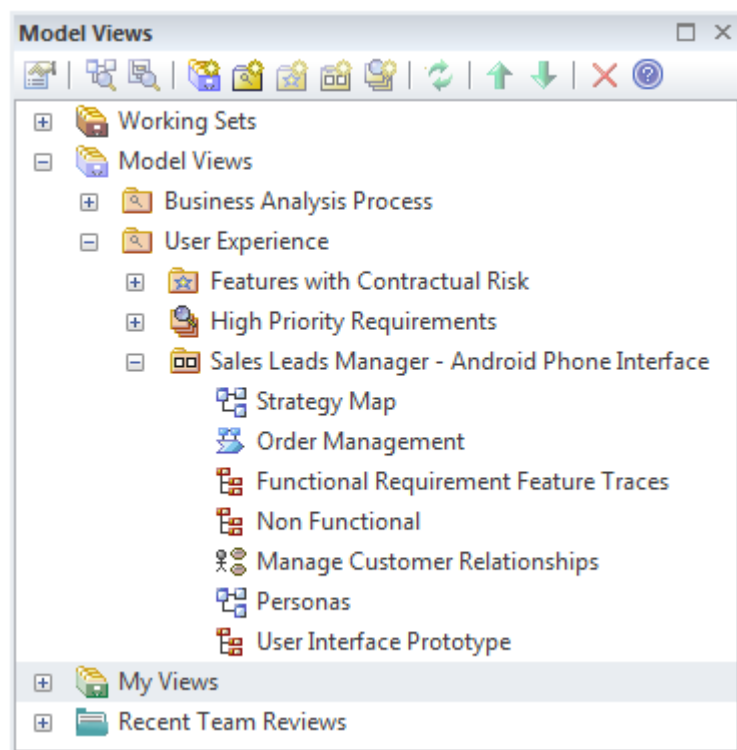 Model Views
Working Sets
Model Views
Business Analysis Process
User Experience
Features with Contractual Risk
High Priority Requirements
Sales Leads Manager - Android Phone Interface
Strategy Map
Order Management
Functional Requirement Feature Traces
Non Functional
Manage Customer Relationships
Personas
User Interface Prototype
My Views
Recent Team Reviews